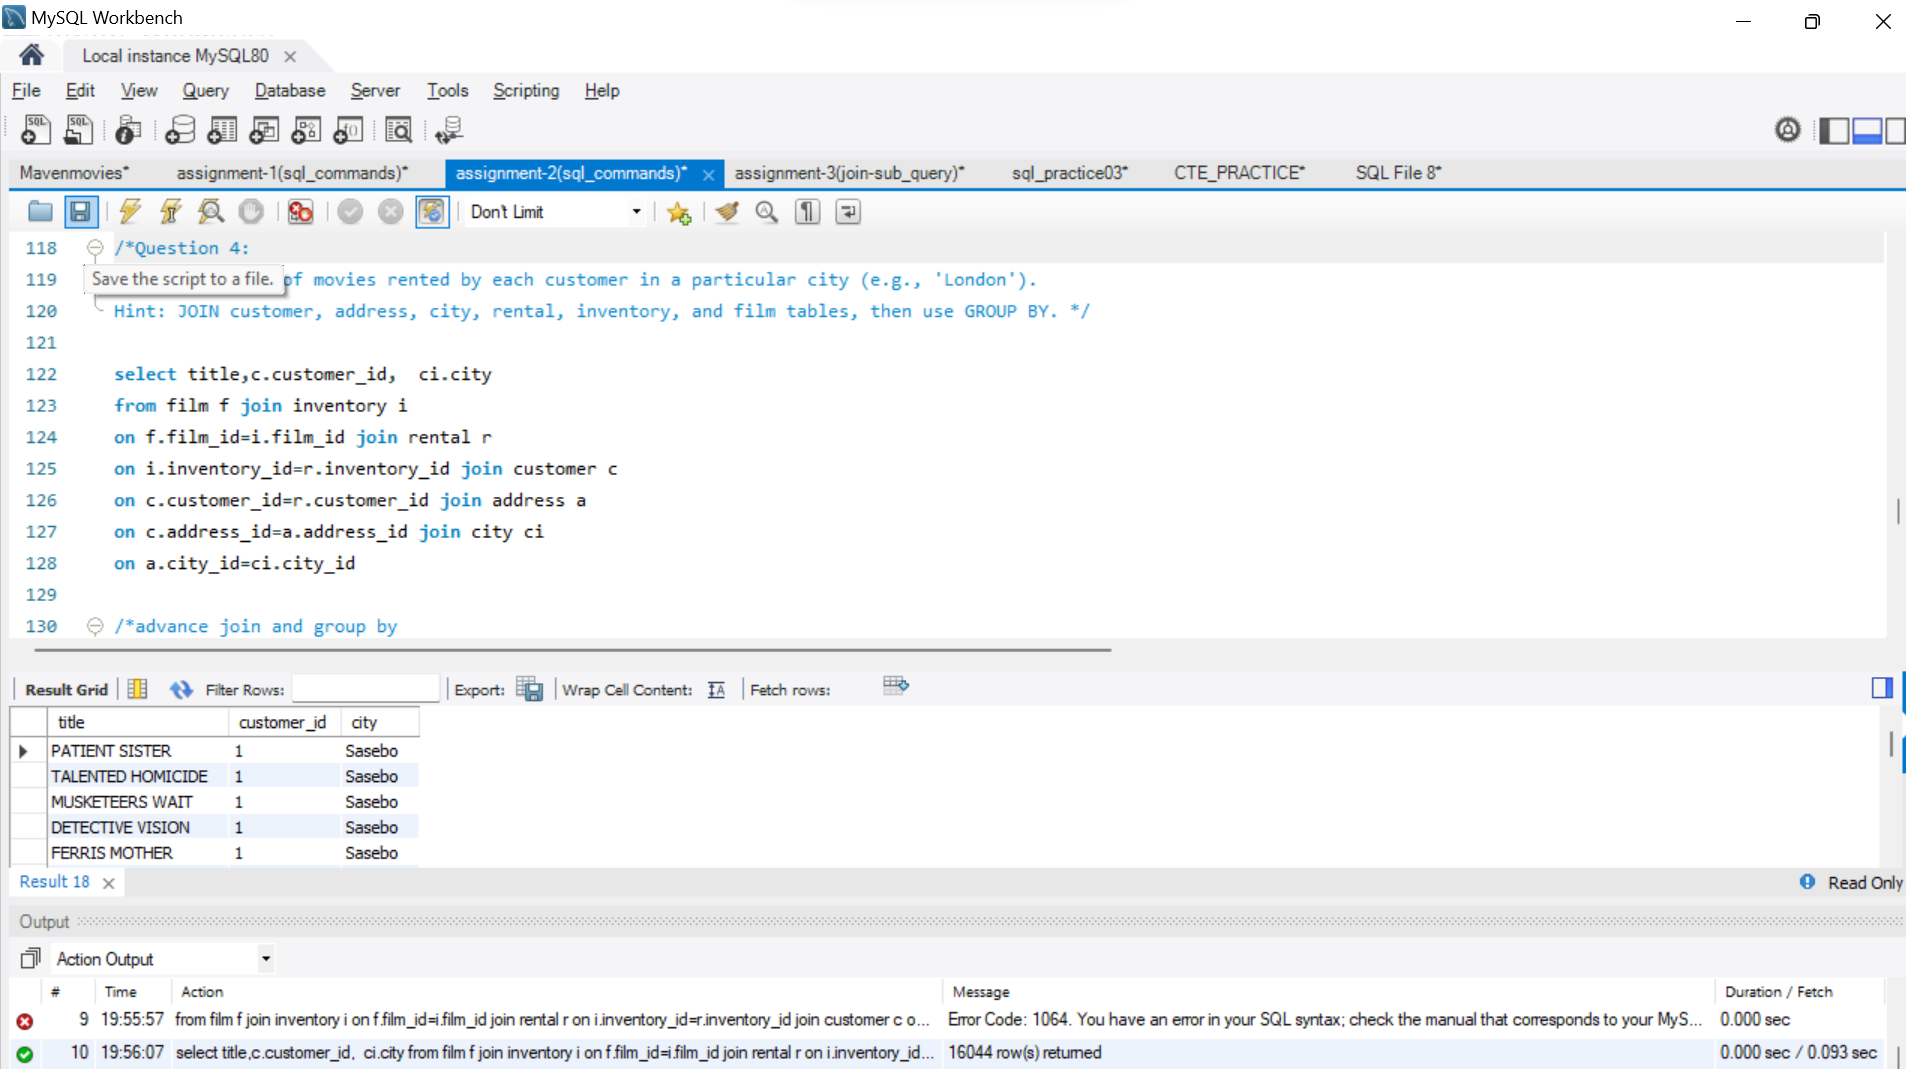 MySQL Workbench
Local instance MySQL80
File Edit View Query Database Server Tools Scripting Help
Mavenmovies* assignment-1(sql_commands)* assignment-2(sql_commands)* assignment-3(join-sub_query)* sql_practice03* CTE_PRACTICE* SQL File 8*
Don't Limit
118 /*Question 4:
119 Save the script to a file. of movies rented by each customer in a particular city (e.g., 'London').
120 Hint: JOIN customer, address, city, rental, inventory, and film tables, then use GROUP BY. */
121
122 select title,c.customer_id, ci.city
123 from film f join inventory i
124 on f.film_id=i.film_id join rental r
125 on i.inventory_id=r.inventory_id join customer c
126 on c.customer_id=r.customer_id join address a
127 on c.address_id=a.address_id join city ci
128 on a.city_id=ci.city_id
129
130 /*advance join and group by
Result Grid Filter Rows: Export: Wrap Cell Content: Fetch rows:
title customer_id city
PATIENT SISTER 1 Sasebo
TALENTED HOMICIDE 1 Sasebo
MUSKETEERS WAIT 1 Sasebo
DETECTIVE VISION 1 Sasebo
FERRIS MOTHER 1 Sasebo
Result 18 Read Only
Output
Action Output
# Time Action Message Duration / Fetch
9 19:55:57 from film f join inventory i on f.film_id=i.film_id join rental r on i.inventory_id=r.inventory_id join customer c o... Error Code: 1064. You have an error in your SQL syntax; check the manual that corresponds to your MyS... 0.000 sec
10 19:56:07 select title,c.customer_id, ci.city from film f join inventory i on f.film_id=i.film_id join rental r on i.inventory_id... 16044 row(s) returned 0.000 sec / 0.093 sec